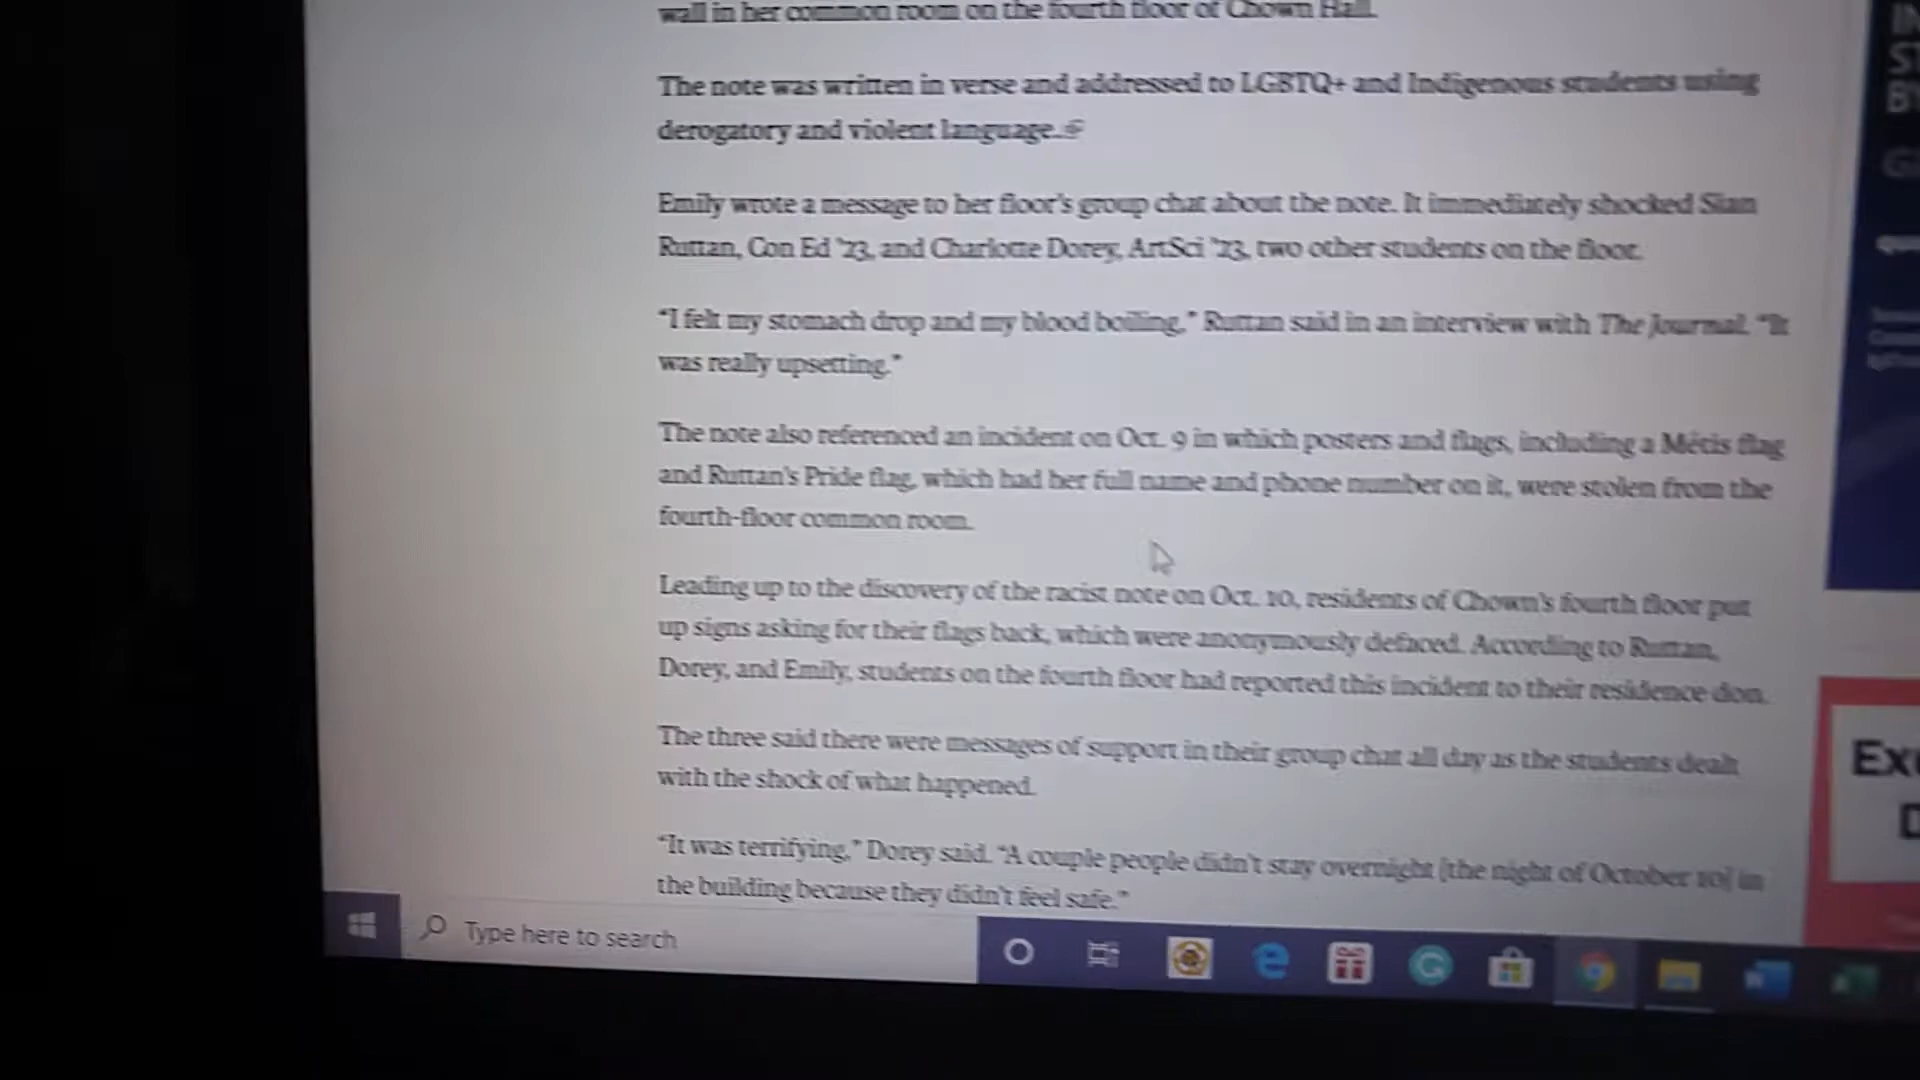 wall in her common room on the fourth floor of Chown Hall.
The note was written in verse and addressed to LGBTQ+ and Indigenous students using
derogatory and violent language.
Emily wrote a message to her floor's group chat about the note. It immediately shocked Sian
Ruttan, Con Ed '23, and Charlotte Dorey, ArtSci '23, two other students on the floor.
“I felt my stomach drop and my blood boiling,” Ruttan said in an interview with The Journal. “It
was really upsetting.”
The note also referenced an incident on Oct. 9 in which posters and flags, including a Métis flag
and Ruttan's Pride flag, which had her full name and phone number on it, were stolen from the
fourth-floor common room.
Leading up to the discovery of the racist note on Oct. 10, residents of Chown's fourth floor put
up signs asking for their flags back, which were anonymously defaced. According to Ruttan,
Dorey, and Emily, students on the fourth floor had reported this incident to their residence don.
The three said there were messages of support in their group chat all day as the students dealt
with the shock of what happened.
“It was terrifying,” Dorey said. “A couple people didn't stay overnight [the night of October 10] in
the building because they didn't feel safe.”
Type here to search
IN
ST
BY
Ex
D